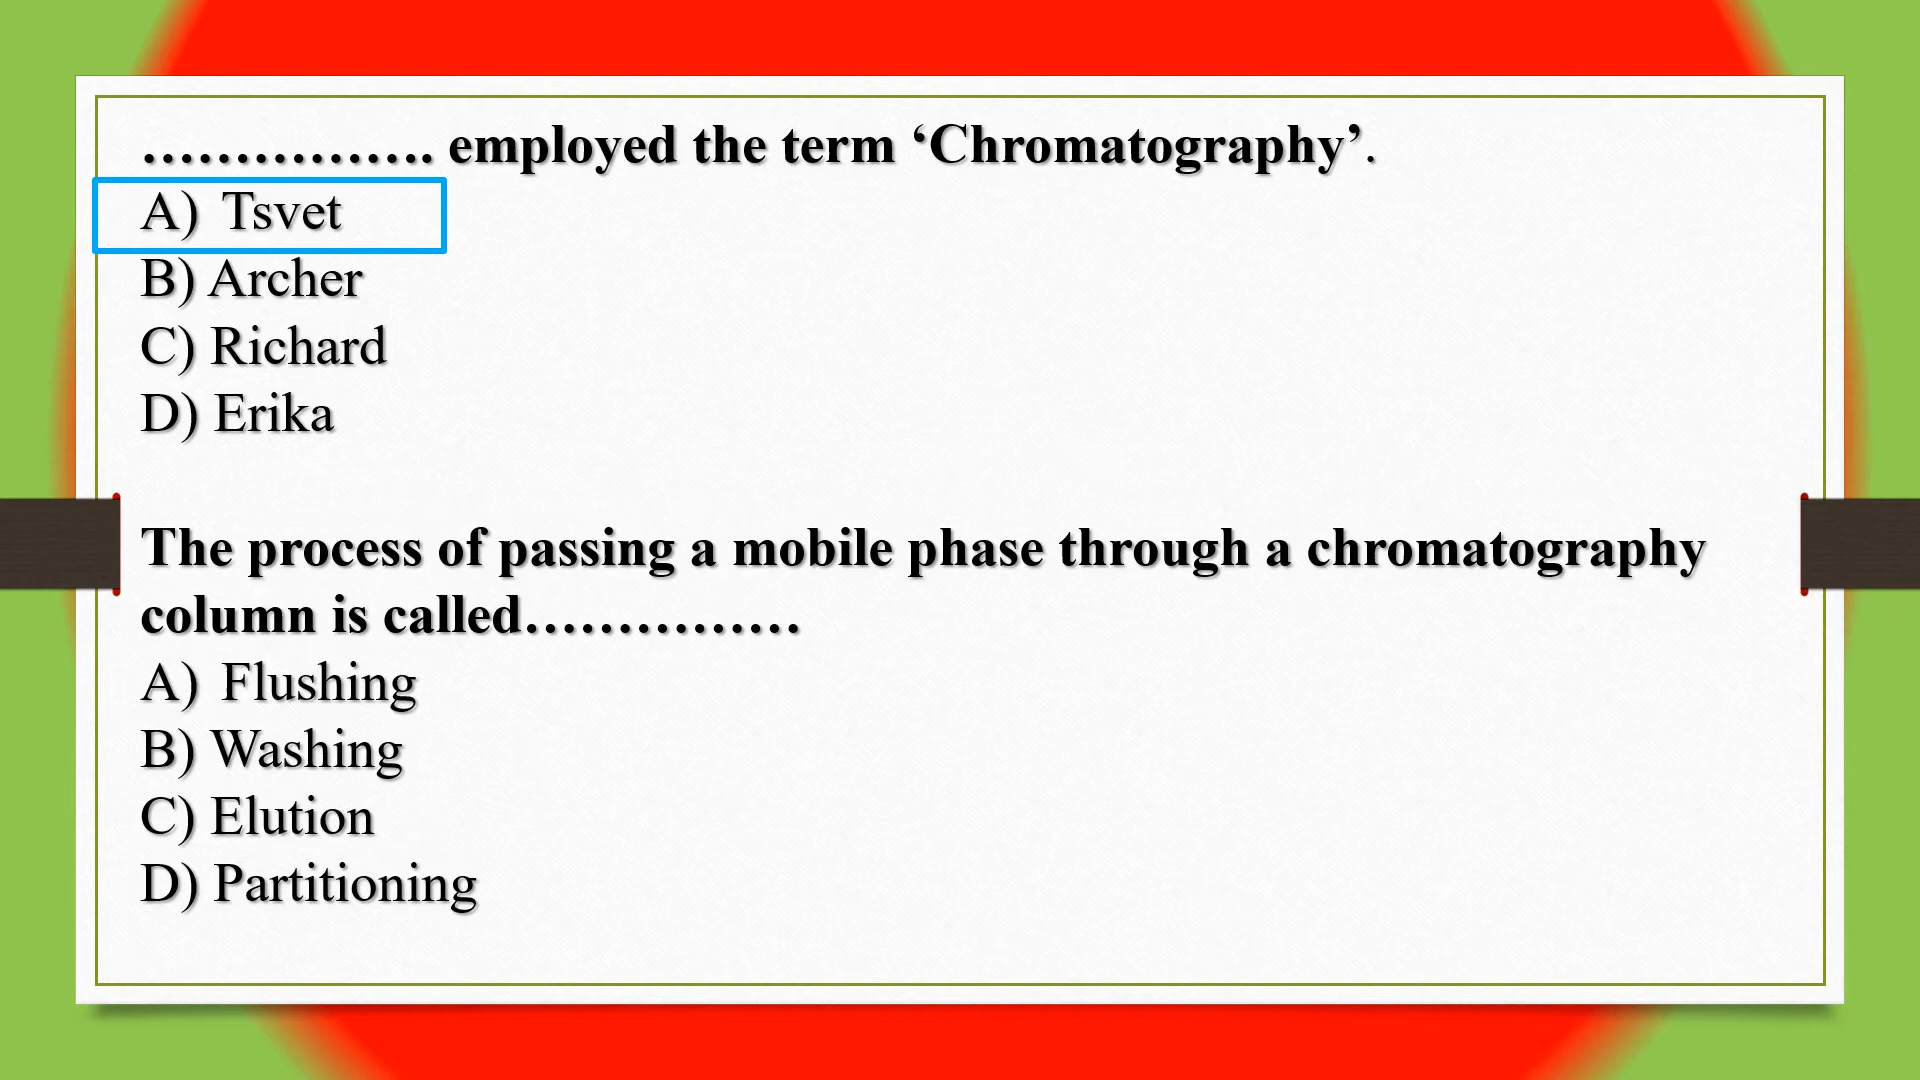 ……………. employed the term ‘Chromatography’.
A) Tsvet
B) Archer
C) Richard
D) Erika
The process of passing a mobile phase through a chromatography
column is called……………
A) Flushing
B) Washing
C) Elution
D) Partitioning